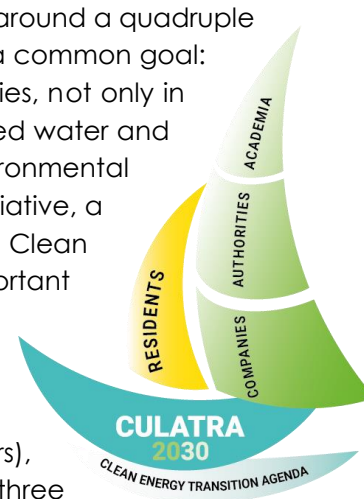 around a quadruple
a common goal:
ies, not only in
ed water and
ironmental
iative, a
Clean
ortant
rs),
three
ACADEMIA
AUTHORITIES
COMPANIES
RESIDENTS
CULATRA
2030
CLEAN ENERGY TRANSITION AGENDA